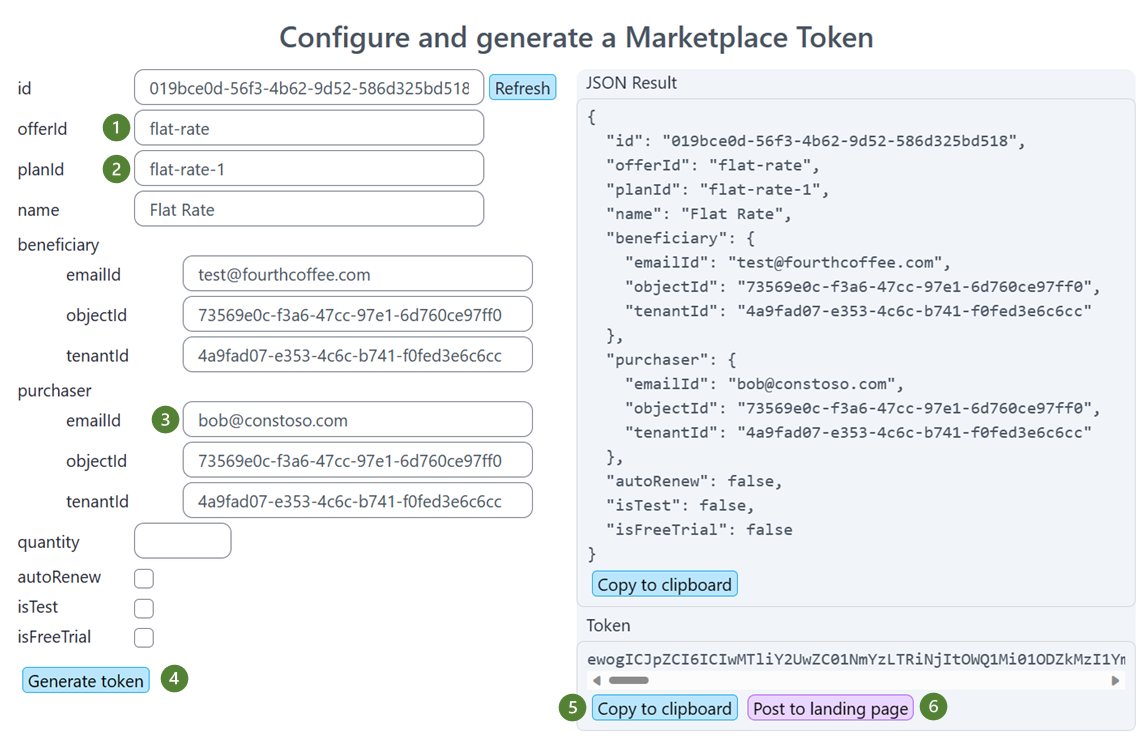 Configure and generate a Marketplace Token
id 019bce0d-56f3-4b62-9d52-586d325bd518 Refresh
offerId 1 flat-rate
planId 2 flat-rate-1
name Flat Rate
beneficiary
emailId test@fourthcoffee.com
objectId 73569e0c-f3a6-47cc-97e1-6d760ce97ff0
tenantId 4a9fad07-e353-4c6c-b741-f0fed3e6c6cc
purchaser
emailId 3 bob@constoso.com
objectId 73569e0c-f3a6-47cc-97e1-6d760ce97ff0
tenantId 4a9fad07-e353-4c6c-b741-f0fed3e6c6cc
quantity
autoRenew
isTest
isFreeTrial
Generate token 4
JSON Result
{
"id": "019bce0d-56f3-4b62-9d52-586d325bd518",
"offerId": "flat-rate",
"planId": "flat-rate-1",
"name": "Flat Rate",
"beneficiary": {
"emailId": "test@fourthcoffee.com",
"objectId": "73569e0c-f3a6-47cc-97e1-6d760ce97ff0",
"tenantId": "4a9fad07-e353-4c6c-b741-f0fed3e6c6cc"
},
"purchaser": {
"emailId": "bob@constoso.com",
"objectId": "73569e0c-f3a6-47cc-97e1-6d760ce97ff0",
"tenantId": "4a9fad07-e353-4c6c-b741-f0fed3e6c6cc"
},
"autoRenew": false,
"isTest": false,
"isFreeTrial": false
}
Copy to clipboard
Token
ewogICJpZCI6ICIwMTliY2UwZC01NmYzLTRiNjItOWQ1Mi01ODZkMzI1Ym
5 Copy to clipboard Post to landing page 6